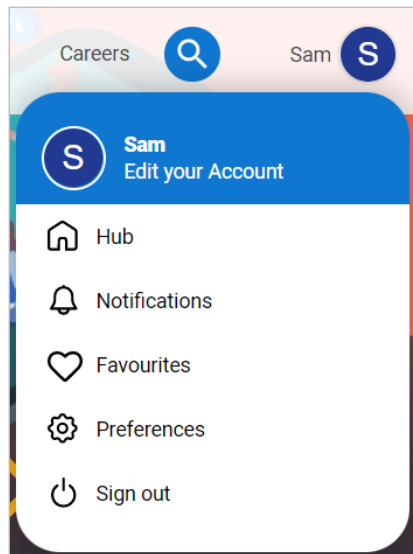 Careers
Sam S
S Sam
Edit your Account
Hub
Notifications
Favourites
Preferences
Sign out